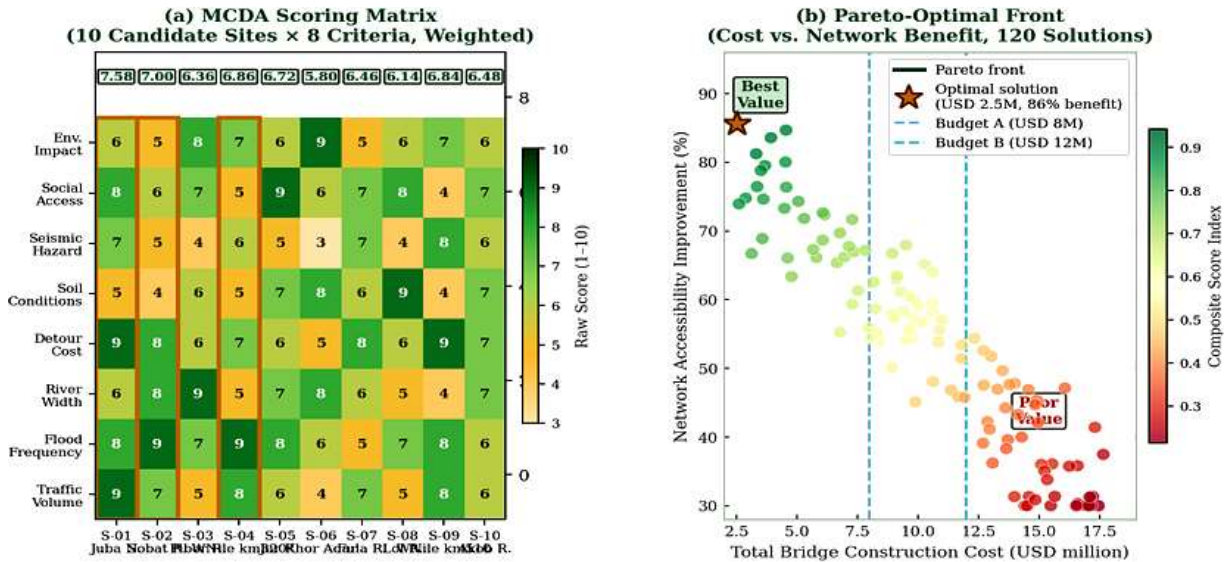 (a) MCDA Scoring Matrix
(10 Candidate Sites × 8 Criteria, Weighted)
7.58 7.00 6.36 6.86 6.72 5.80 6.46 6.14 6.84 6.48
Env. Impact 6 5 8 7 6 9 5 6 7 6
Social Access 8 6 7 5 9 6 7 8 4 7
Seismic Hazard 7 5 4 6 5 3 7 4 8 6
Soil Conditions 5 4 6 5 7 8 6 9 4 7
Detour Cost 9 8 6 7 6 5 8 6 9 7
River Width 6 8 9 5 7 8 6 5 4 7
Flood Frequency 8 9 7 9 8 6 5 7 8 6
Traffic Volume 9 7 5 8 6 4 7 5 8 6
S-01 S-02 S-03 S-04 S-05 S-06 S-07 S-08 S-09 S-10
Juba
8
0
10
9
8
7
6
5
4
3
Raw Score (1–10)
(b) Pareto-Optimal Front
(Cost vs. Network Benefit, 120 Solutions)
Pareto front
Optimal solution
(USD 2.5M, 86% benefit)
Budget A (USD 8M)
Budget B (USD 12M)
Best
Value
Poor
Value
Network Accessibility Improvement (%)
90
80
70
60
50
40
30
2.5 5.0 7.5 10.0 12.5 15.0 17.5
Total Bridge Construction Cost (USD million)
0.9
0.8
0.7
0.6
0.5
0.4
0.3
Composite Score Index